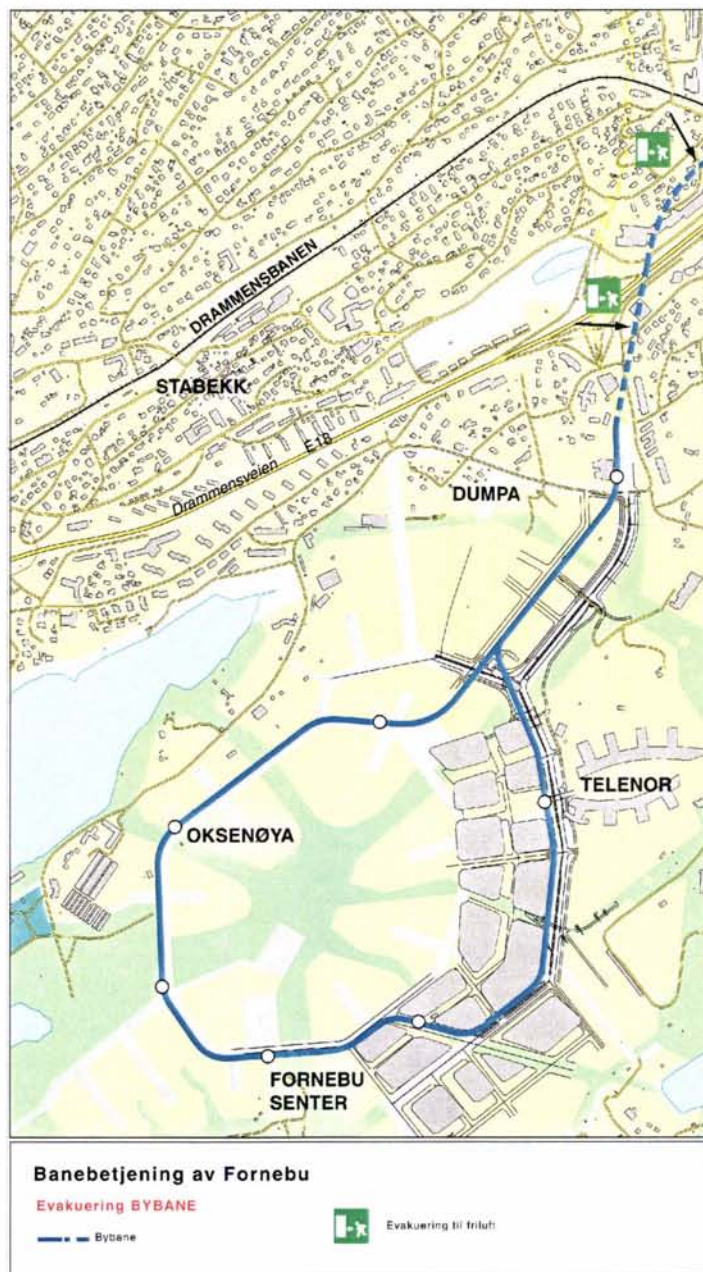 DRAMMENSBANEN
STABEKK
E18
Drammensveien
DUMPA
TELENOR
OKSENØYA
FORNEBU
SENTER
Banebetjening av Fornebu
Evakuering BYBANE
Bybane
Evakuering til friluft